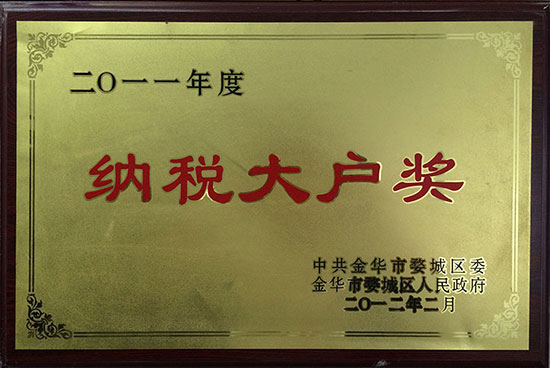 二〇一一年度
纳税大户奖
中共金华市婺城区委
金华市婺城区人民政府
二〇一二年二月